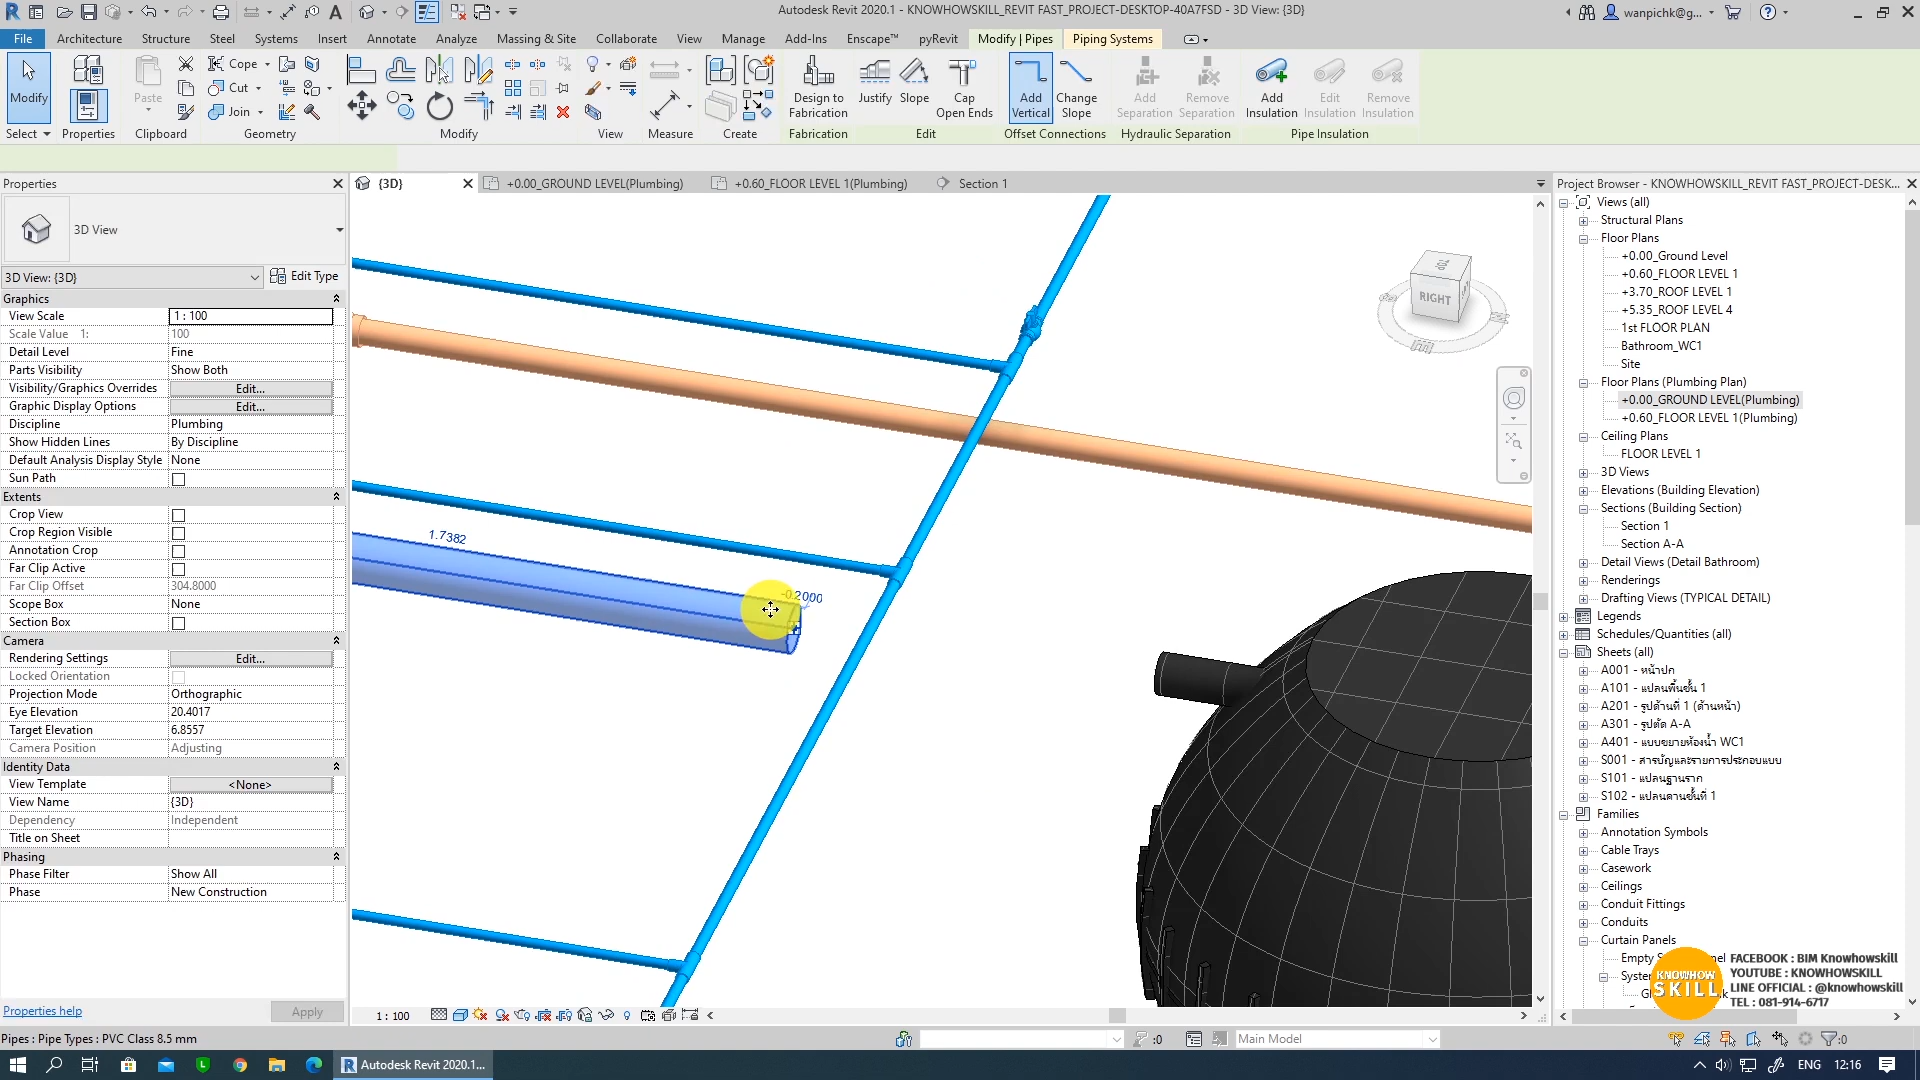 Autodesk Revit 2020.1 - KNOWHOWSKILL_REVIT FAST_PROJECT-DESKTOP-40A7FSD - 3D View: {3D}
wanpichk@g...
File Architecture Structure Steel Systems Insert Annotate Analyze Massing & Site Collaborate View Manage Add-Ins Enscape™ pyRevit Modify | Pipes Piping Systems
Modify
Paste
Cope
Cut
Join
Design to Fabrication
Justify Slope
Cap Open Ends
Add Vertical
Change Slope
Add Separation
Remove Separation
Add Insulation
Edit Insulation
Remove Insulation
Select Properties Clipboard Geometry Modify View Measure Create Fabrication Edit Offset Connections Hydraulic Separation Pipe Insulation
Properties
{3D} +0.00_GROUND LEVEL(Plumbing) +0.60_FLOOR LEVEL 1(Plumbing) Section 1
3D View
3D View: {3D} Edit Type
Graphics
View Scale 1 : 100
Scale Value 1: 100
Detail Level Fine
Parts Visibility Show Both
Visibility/Graphics Overrides Edit...
Graphic Display Options Edit...
Discipline Plumbing
Show Hidden Lines By Discipline
Default Analysis Display Style None
Sun Path
Extents
Crop View
Crop Region Visible
Annotation Crop
Far Clip Active
Far Clip Offset 304.8000
Scope Box None
Section Box
Camera
Rendering Settings Edit...
Locked Orientation
Projection Mode Orthographic
Eye Elevation 20.4017
Target Elevation 6.8557
Camera Position Adjusting
Identity Data
View Template <None>
View Name {3D}
Dependency Independent
Title on Sheet
Phasing
Phase Filter Show All
Phase New Construction
Properties help Apply
1.7382
-0.2000
TOP
RIGHT
1 : 100
Project Browser - KNOWHOWSKILL_REVIT FAST_PROJECT-DESK...
Views (all)
Structural Plans
Floor Plans
+0.00_Ground Level
+0.60_FLOOR LEVEL 1
+3.70_ROOF LEVEL 1
+5.35_ROOF LEVEL 4
1st FLOOR PLAN
Bathroom_WC1
Site
Floor Plans (Plumbing Plan)
+0.00_GROUND LEVEL(Plumbing)
+0.60_FLOOR LEVEL 1(Plumbing)
Ceiling Plans
FLOOR LEVEL 1
3D Views
Elevations (Building Elevation)
Sections (Building Section)
Section 1
Section A-A
Detail Views (Detail Bathroom)
Renderings
Drafting Views (TYPICAL DETAIL)
Legends
Schedules/Quantities (all)
Sheets (all)
A001 - หน้าปก
A101 - แปลนพื้นชั้น 1
A201 - รูปด้านที่ 1 (ด้านหน้า)
A301 - รูปตัด A-A
A401 - แบบขยายห้องน้ำ WC1
S001 - สารบัญและรายการประกอบแบบ
S101 - แปลนฐานราก
S102 - แปลนคานชั้นที่ 1
Families
Annotation Symbols
Cable Trays
Casework
Ceilings
Conduit Fittings
Conduits
Curtain Panels
KNOWHOW
SKILL
FACEBOOK : BIM Knowhowskill
YOUTUBE : KNOWHOWSKILL
LINE OFFICIAL : @knowhowskill
TEL : 081-914-6717
Pipes : Pipe Types : PVC Class 8.5 mm
:0
Main Model
:0
Autodesk Revit 2020.1...
ENG 12:16